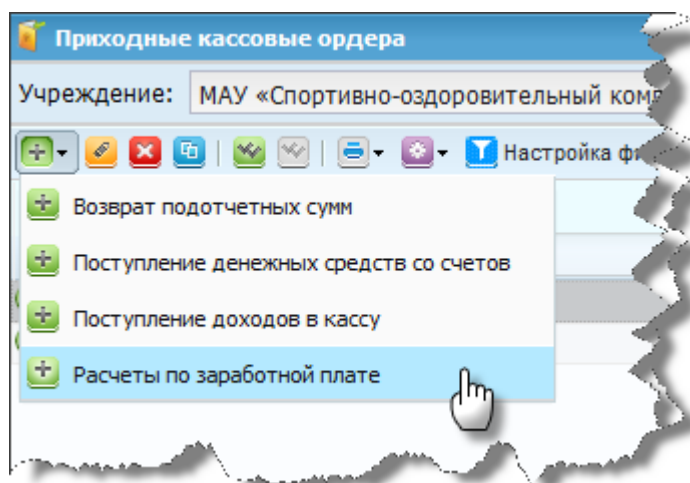 Приходные кассовые ордера
Учреждение: МАУ «Спортивно-оздоровительный
Настройка
Возврат подотчетных сумм
Поступление денежных средств со счетов
Поступление доходов в кассу
Расчеты по заработной плате